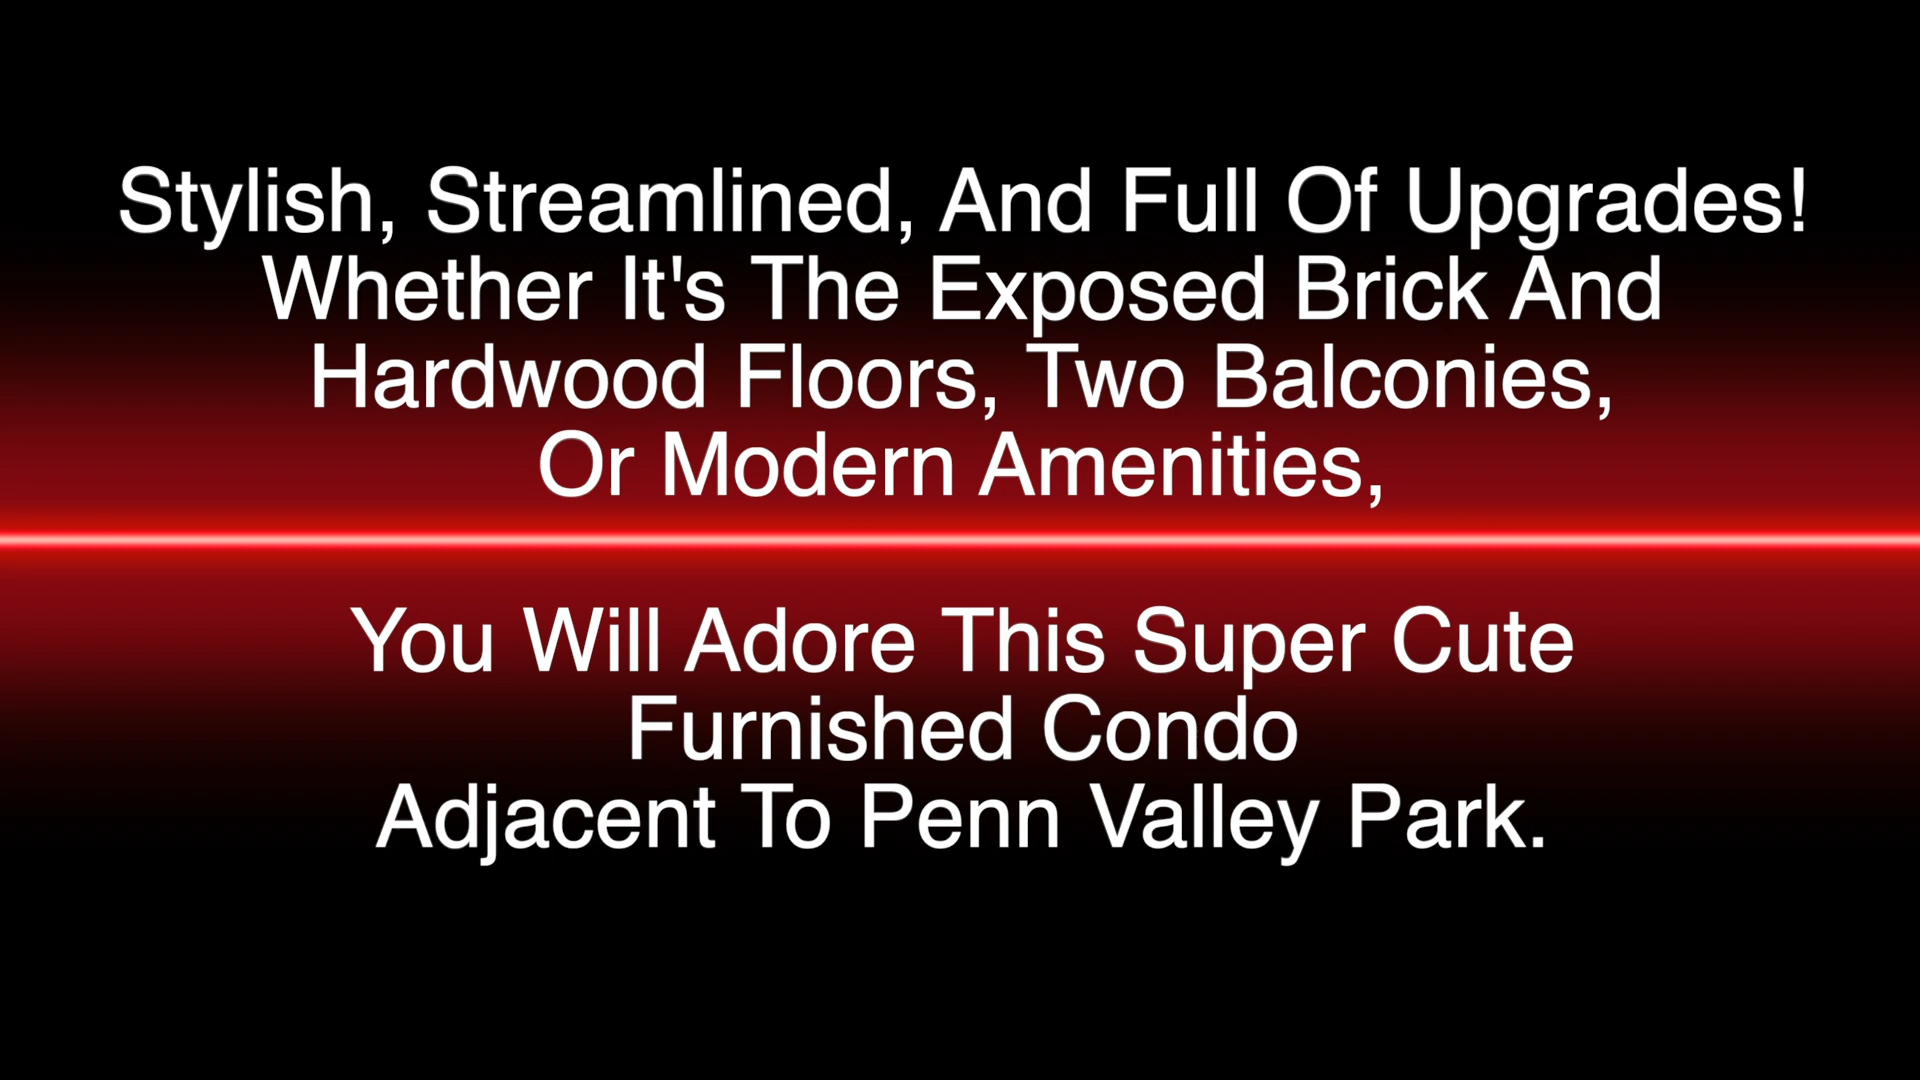 Stylish, Streamlined, And Full Of Upgrades!
Whether It's The Exposed Brick And
Hardwood Floors, Two Balconies,
Or Modern Amenities,
You Will Adore This Super Cute
Furnished Condo
Adjacent To Penn Valley Park.